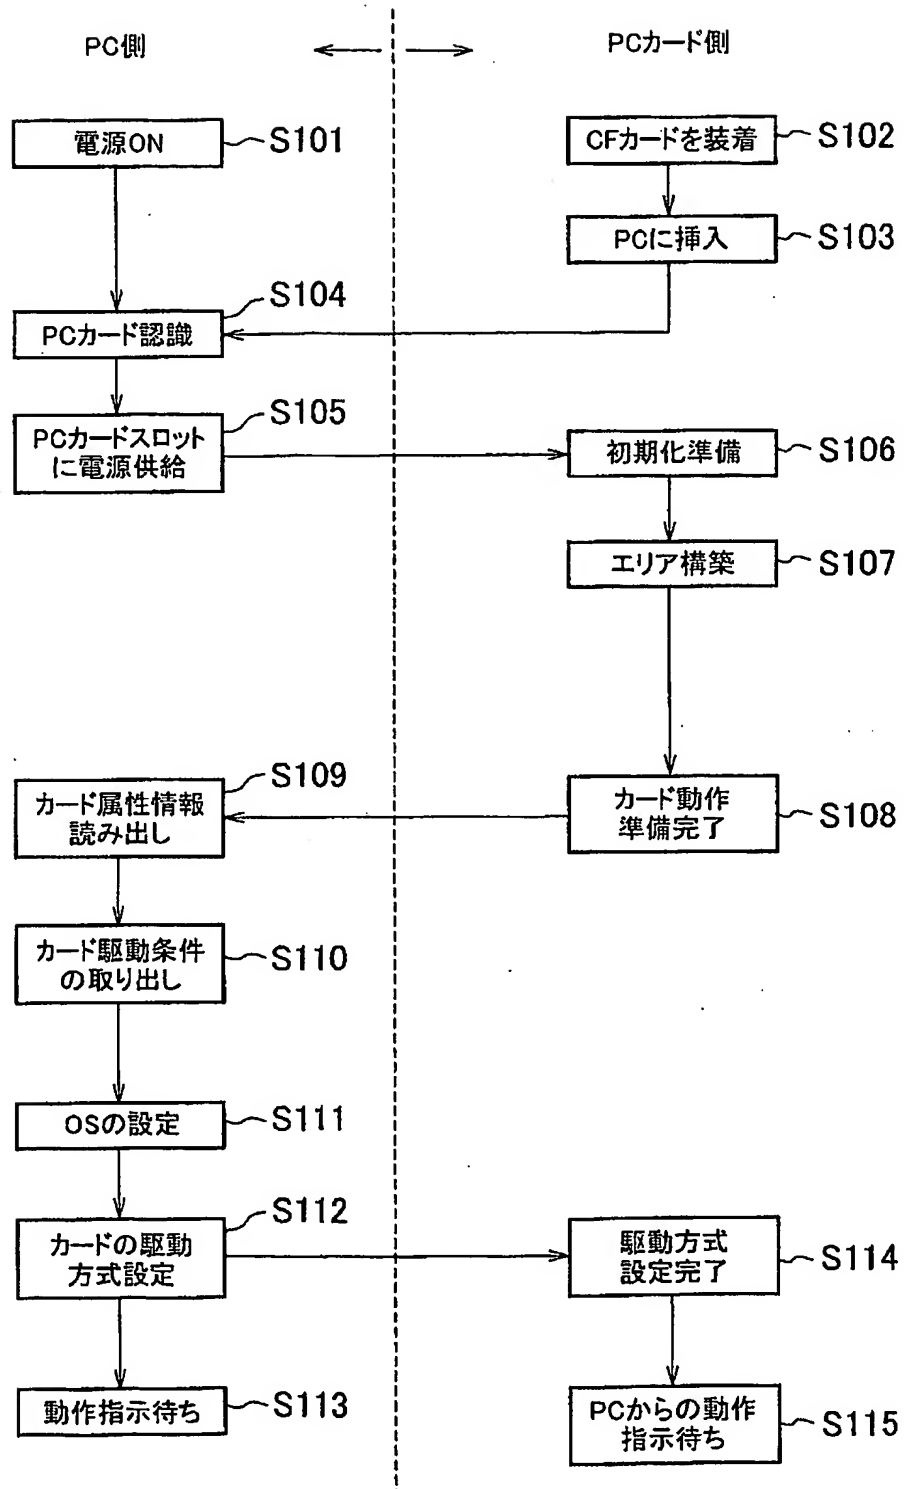 PC側
PCカード側
電源ON
S101
CFカードを装着
S102
PCに挿入
S103
S104
PCカード認識
S105
PCカードスロット
に電源供給
初期化準備
S106
エリア構築
S107
S109
カード属性情報
読み出し
カード動作
準備完了
S108
カード駆動条件
の取り出し
S110
OSの設定
S111
S112
カードの駆動
方式設定
駆動方式
設定完了
S114
動作指示待ち
S113
PCからの動作
指示待ち
S115